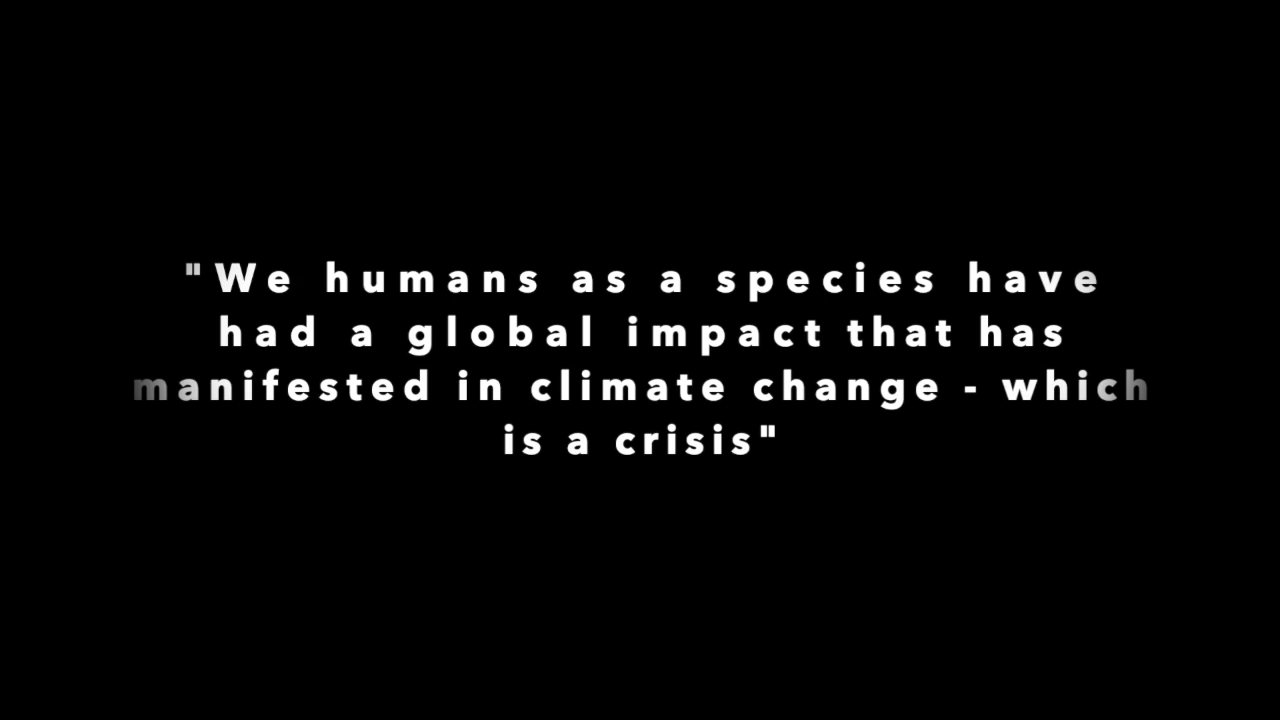 "We humans as a species have
had a global impact that has
manifested in climate change - which
is a crisis"